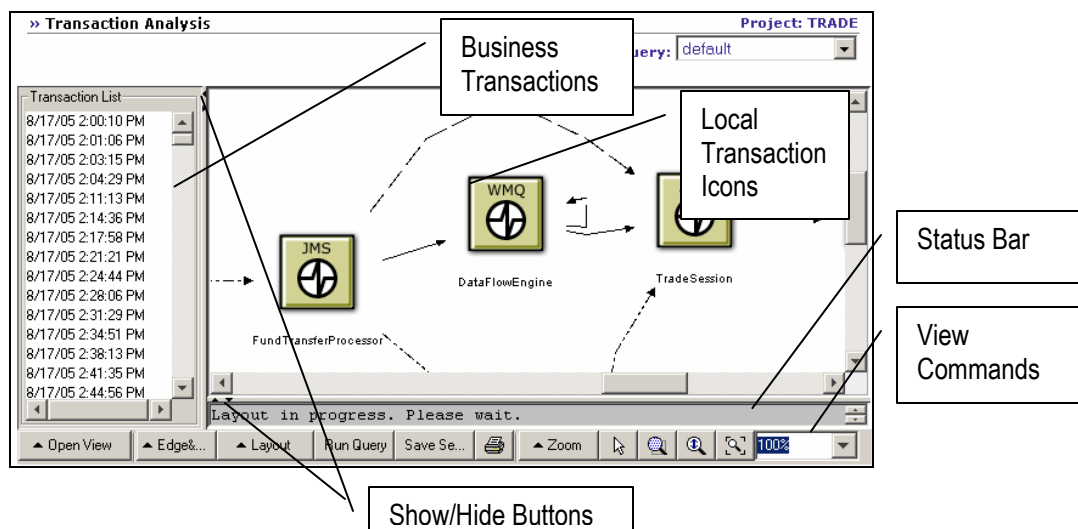 » Transaction Analysis
Project: TRADE
Business
Transactions
uery: default
Transaction List
8/17/05 2:00:10 PM
8/17/05 2:01:06 PM
8/17/05 2:03:15 PM
8/17/05 2:04:29 PM
8/17/05 2:11:13 PM
8/17/05 2:14:36 PM
8/17/05 2:17:58 PM
8/17/05 2:21:21 PM
8/17/05 2:24:44 PM
8/17/05 2:28:06 PM
8/17/05 2:31:29 PM
8/17/05 2:34:51 PM
8/17/05 2:38:13 PM
8/17/05 2:41:35 PM
8/17/05 2:44:56 PM
Local
Transaction
Icons
WMQ
JMS
DataFlowEngine
TradeSession
FundTransferProcessor
Status Bar
View
Commands
Layout in progress. Please wait.
Open View
Edge&...
Layout
Run Query
Save Se...
Zoom
100%
Show/Hide Buttons